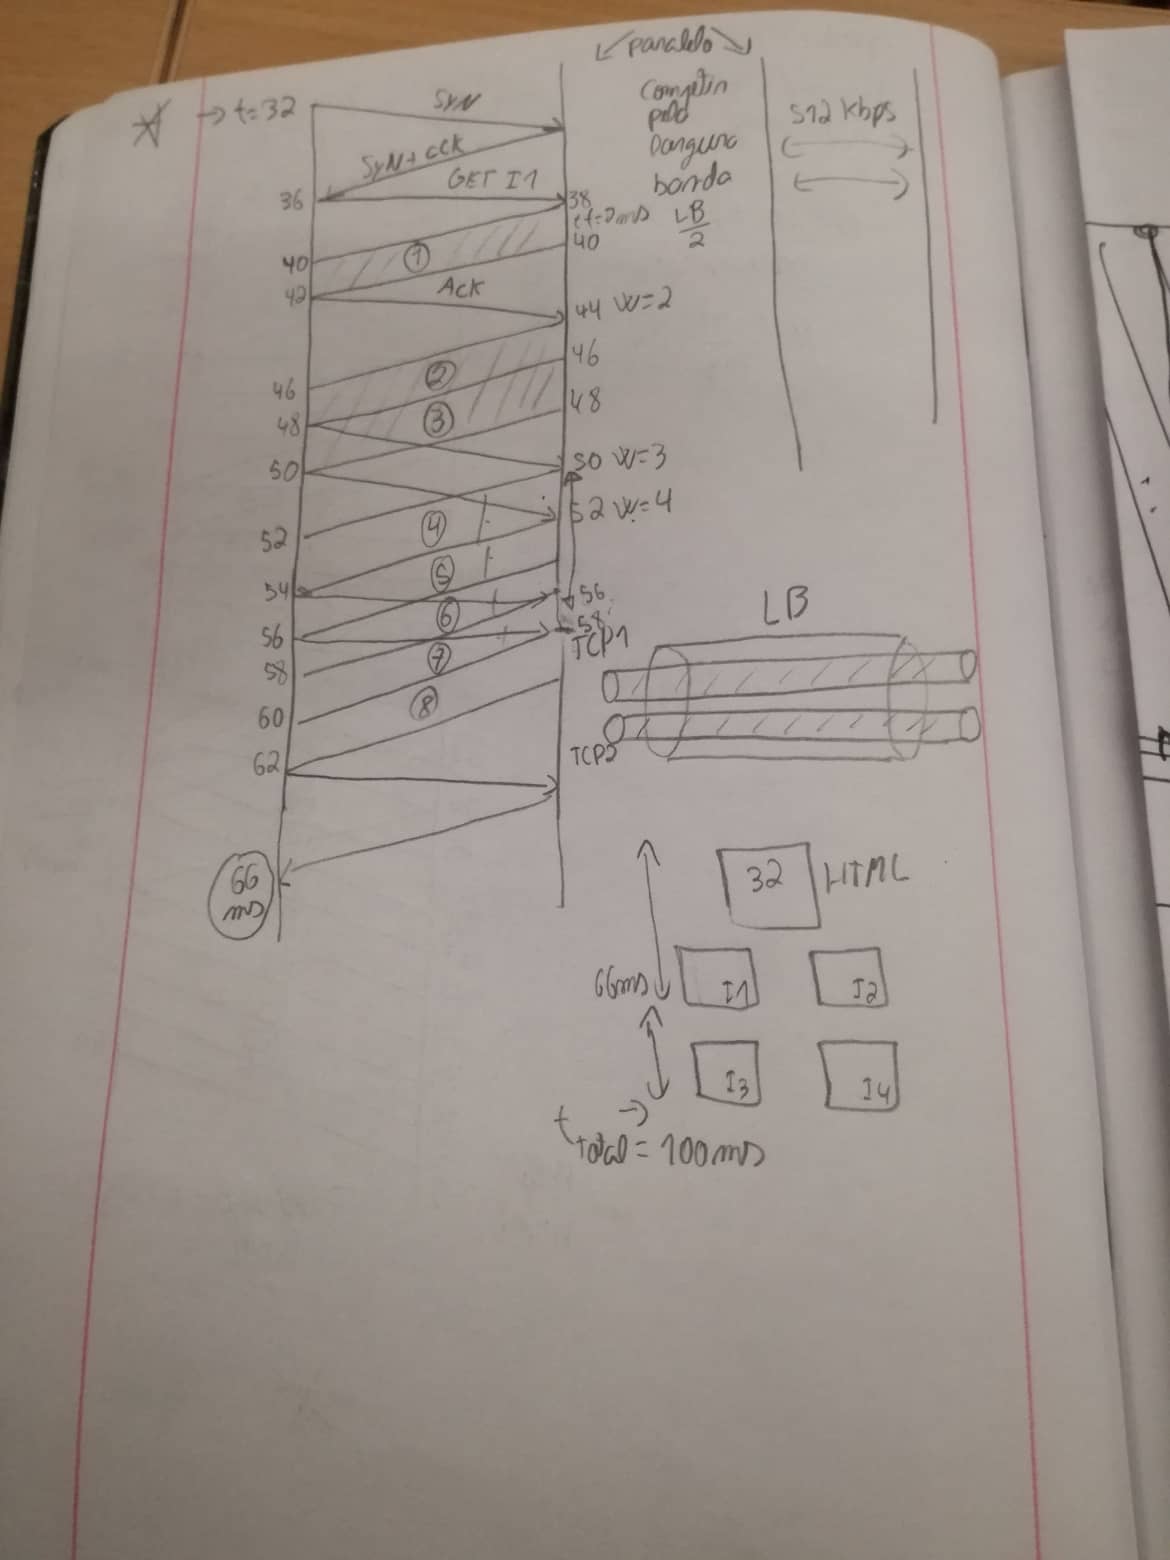 paralelo
→ t=32
SYN
SYN+ack
GET I1
Competin
pelo
largura
banda
LB
2
512 kbps
36
38
tt=2ms
40
40
①
42
Ack
44 W=2
46
46
②
48
48
③
50
50 W=3
52 W=4
52
④
54
⑤
56
56
⑥
58
58
⑦
TCP1
LB
60
⑧
62
TCP2
66
ms
32
HTML
66ms
I1
I2
I3
I4
t total = 100ms